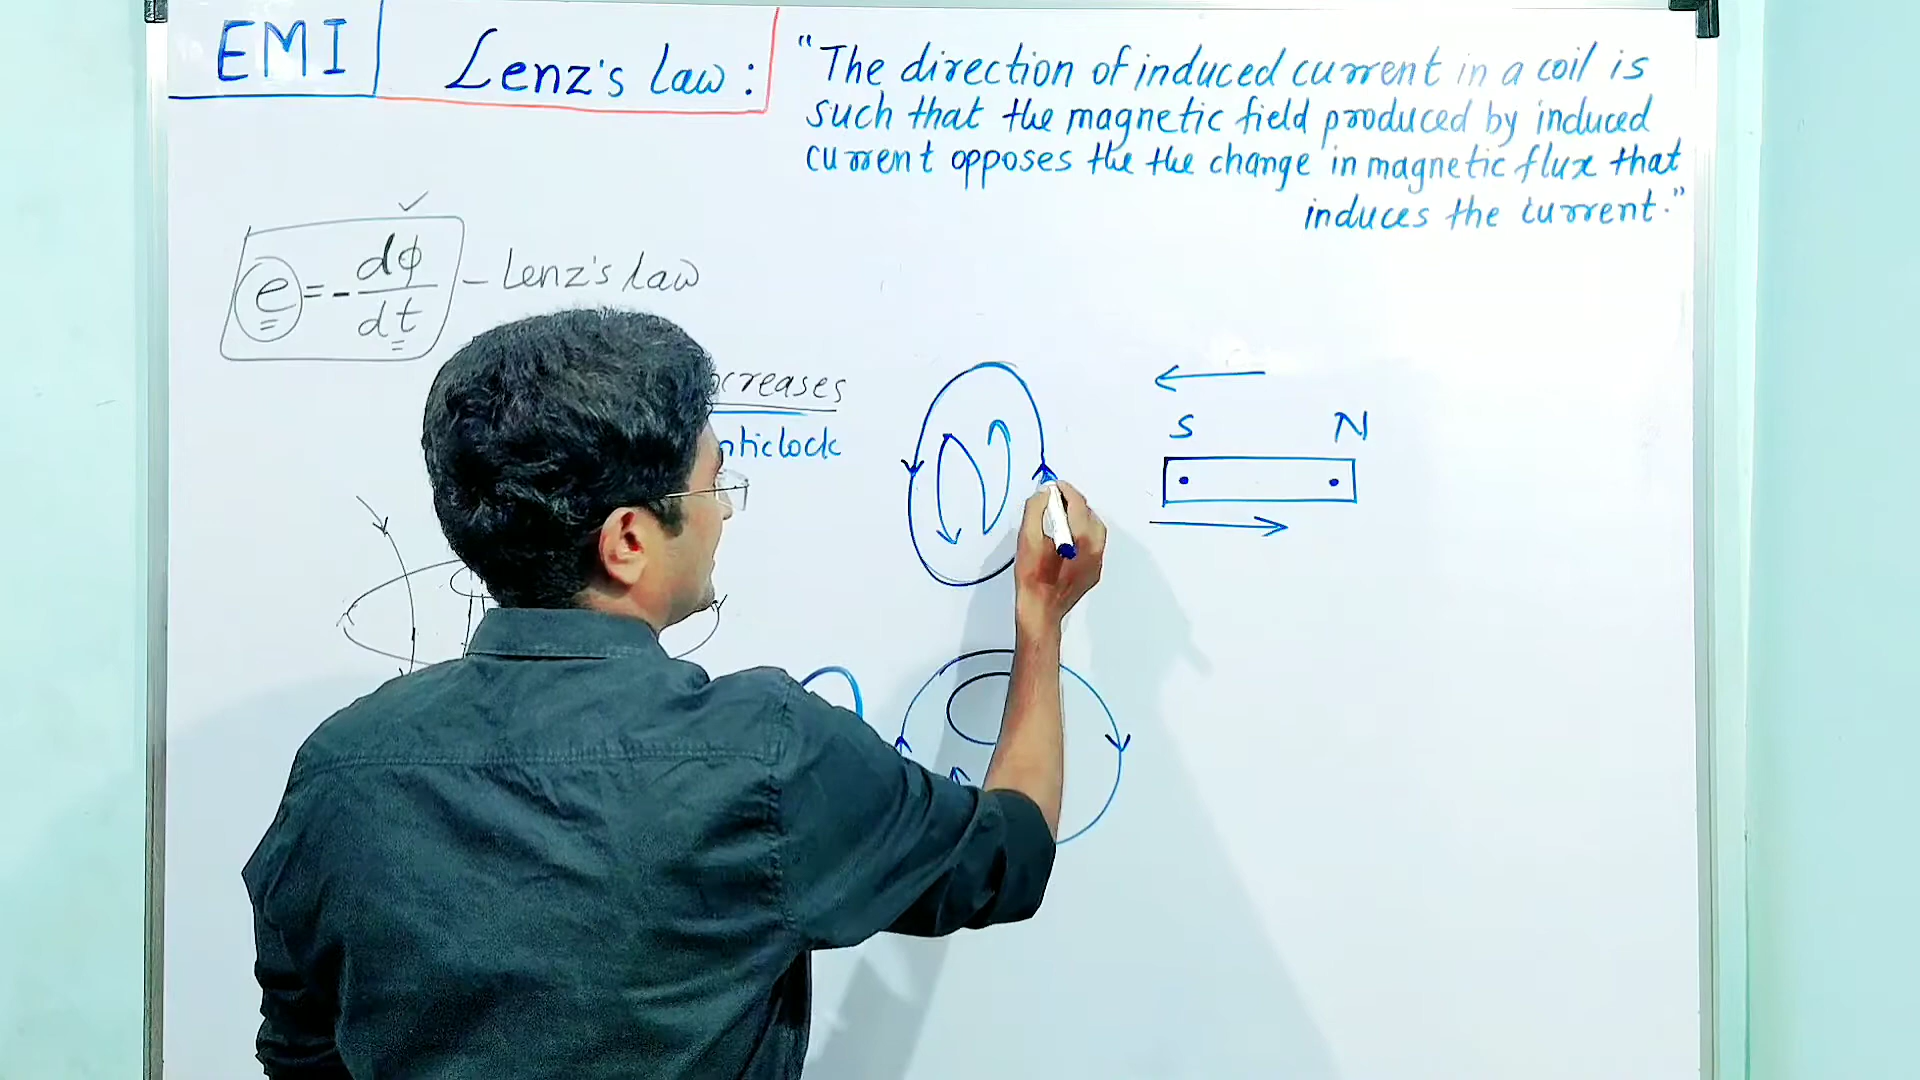 EMI
Lenz's law:
"The direction of induced current in a coil is
such that the magnetic field produced by induced
current opposes the the change in magnetic flux that
induces the current."
e = - dϕ/dt - Lenz's law
S N